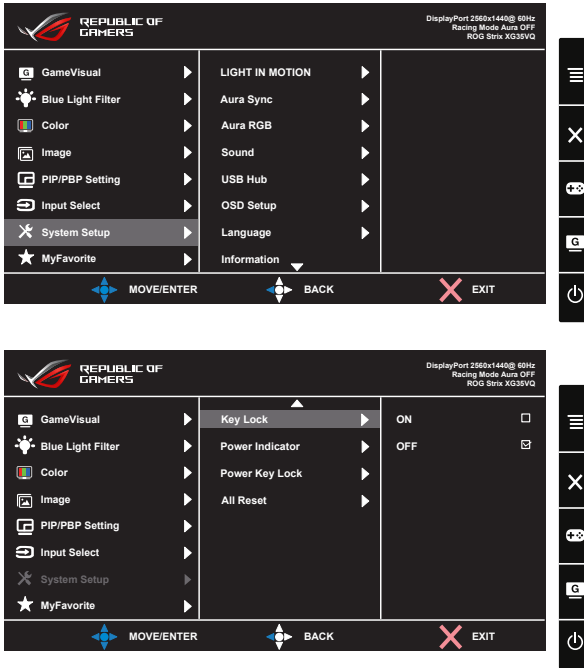 REPUBLIC OF
GAMERS
DisplayPort 2560x1440@ 60Hz
Racing Mode Aura OFF
ROG Strix XG35VQ
G GameVisual
Blue Light Filter
Color
Image
PIP/PBP Setting
Input Select
System Setup
MyFavorite
LIGHT IN MOTION
Aura Sync
Aura RGB
Sound
USB Hub
OSD Setup
Language
Information
MOVE/ENTER
BACK
EXIT
G
REPUBLIC OF
GAMERS
DisplayPort 2560x1440@ 60Hz
Racing Mode Aura OFF
ROG Strix XG35VQ
G GameVisual
Blue Light Filter
Color
Image
PIP/PBP Setting
Input Select
System Setup
MyFavorite
Key Lock
Power Indicator
Power Key Lock
All Reset
ON
OFF
MOVE/ENTER
BACK
EXIT
G